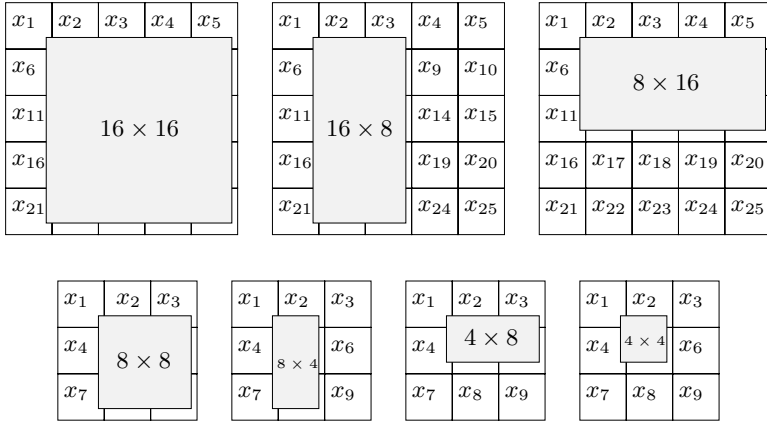 x₁ x₂ x₃ x₄ x₅
x₆
x₁₁
x₁₆
x₂₁
16 × 16
x₁ x₂ x₃ x₄ x₅
x₆ x₉ x₁₀
x₁₁ x₁₄ x₁₅
x₁₆ x₁₉ x₂₀
x₂₁ x₂₄ x₂₅
16 × 8
x₁ x₂ x₃ x₄ x₅
x₆
x₁₁
x₁₆ x₁₇ x₁₈ x₁₉ x₂₀
x₂₁ x₂₂ x₂₃ x₂₄ x₂₅
8 × 16
x₁ x₂ x₃
x₄
x₇
8 × 8
x₁ x₂ x₃
x₄ x₆
x₇ x₉
8 × 4
x₁ x₂ x₃
x₄
x₇ x₈ x₉
4 × 8
x₁ x₂ x₃
x₄ x₆
x₇ x₈ x₉
4 × 4